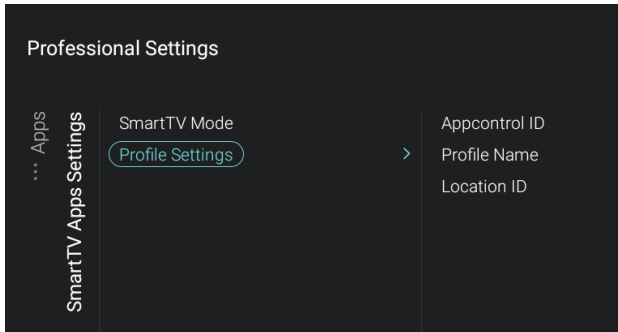 Professional Settings
... Apps
SmartTV Apps Settings
SmartTV Mode
Profile Settings >
Appcontrol ID
Profile Name
Location ID